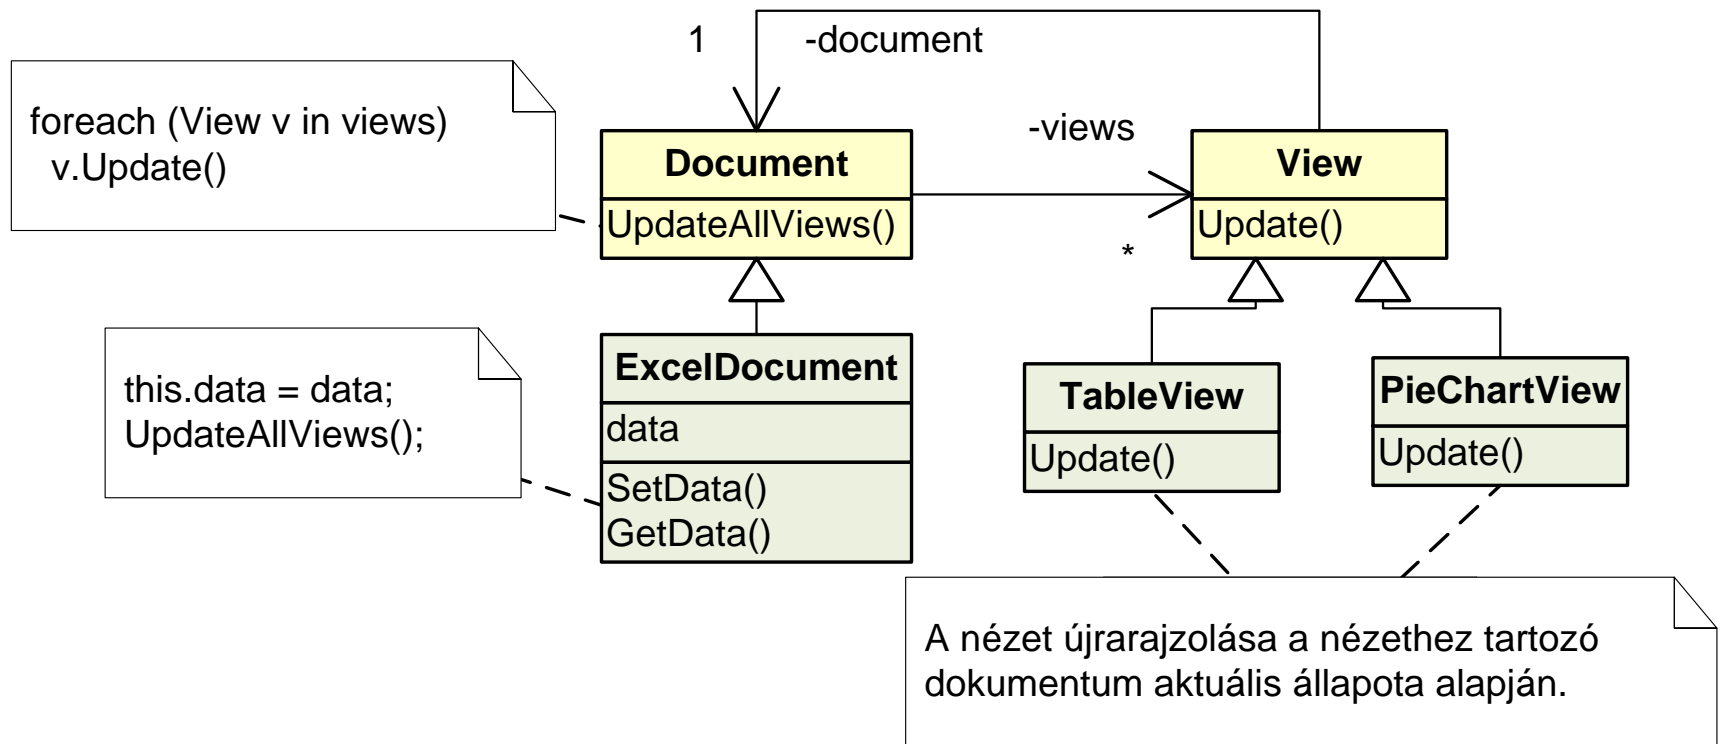 1
-document
foreach (View v in views)
v.Update()
-views
Document
View
UpdateAllViews()
Update()
*
ExcelDocument
this.data = data;
UpdateAllViews();
data
SetData()
GetData()
TableView
PieChartView
Update()
Update()
A nézet újrarajzolása a nézethez tartozó
dokumentum aktuális állapota alapján.